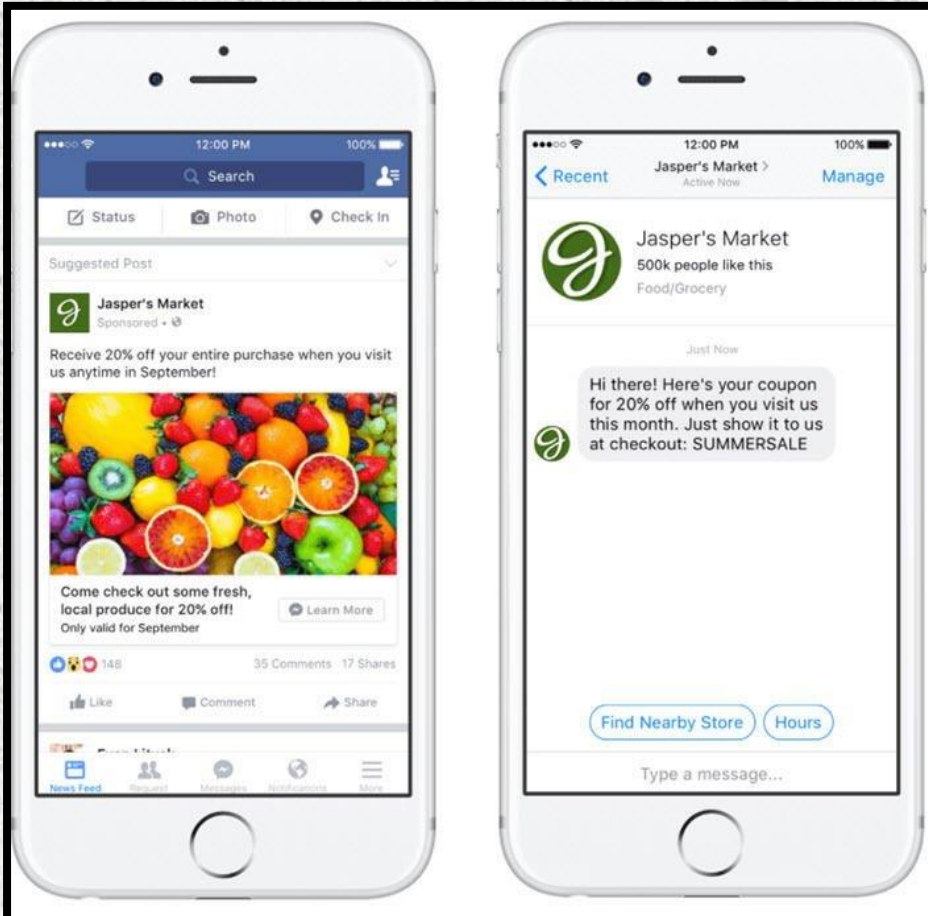 12:00 PM 100%
Search
Status Photo Check In
Suggested Post
Jasper's Market
Sponsored •
Receive 20% off your entire purchase when you visit
us anytime in September!
Come check out some fresh,
local produce for 20% off!
Only valid for September
Learn More
148 35 Comments 17 Shares
Like Comment Share
News Feed Request Messages Notifications More
12:00 PM 100%
Recent Jasper's Market > Manage
Active Now
Jasper's Market
500k people like this
Food/Grocery
Just Now
Hi there! Here's your coupon
for 20% off when you visit us
this month. Just show it to us
at checkout: SUMMERSALE
Find Nearby Store Hours
Type a message...